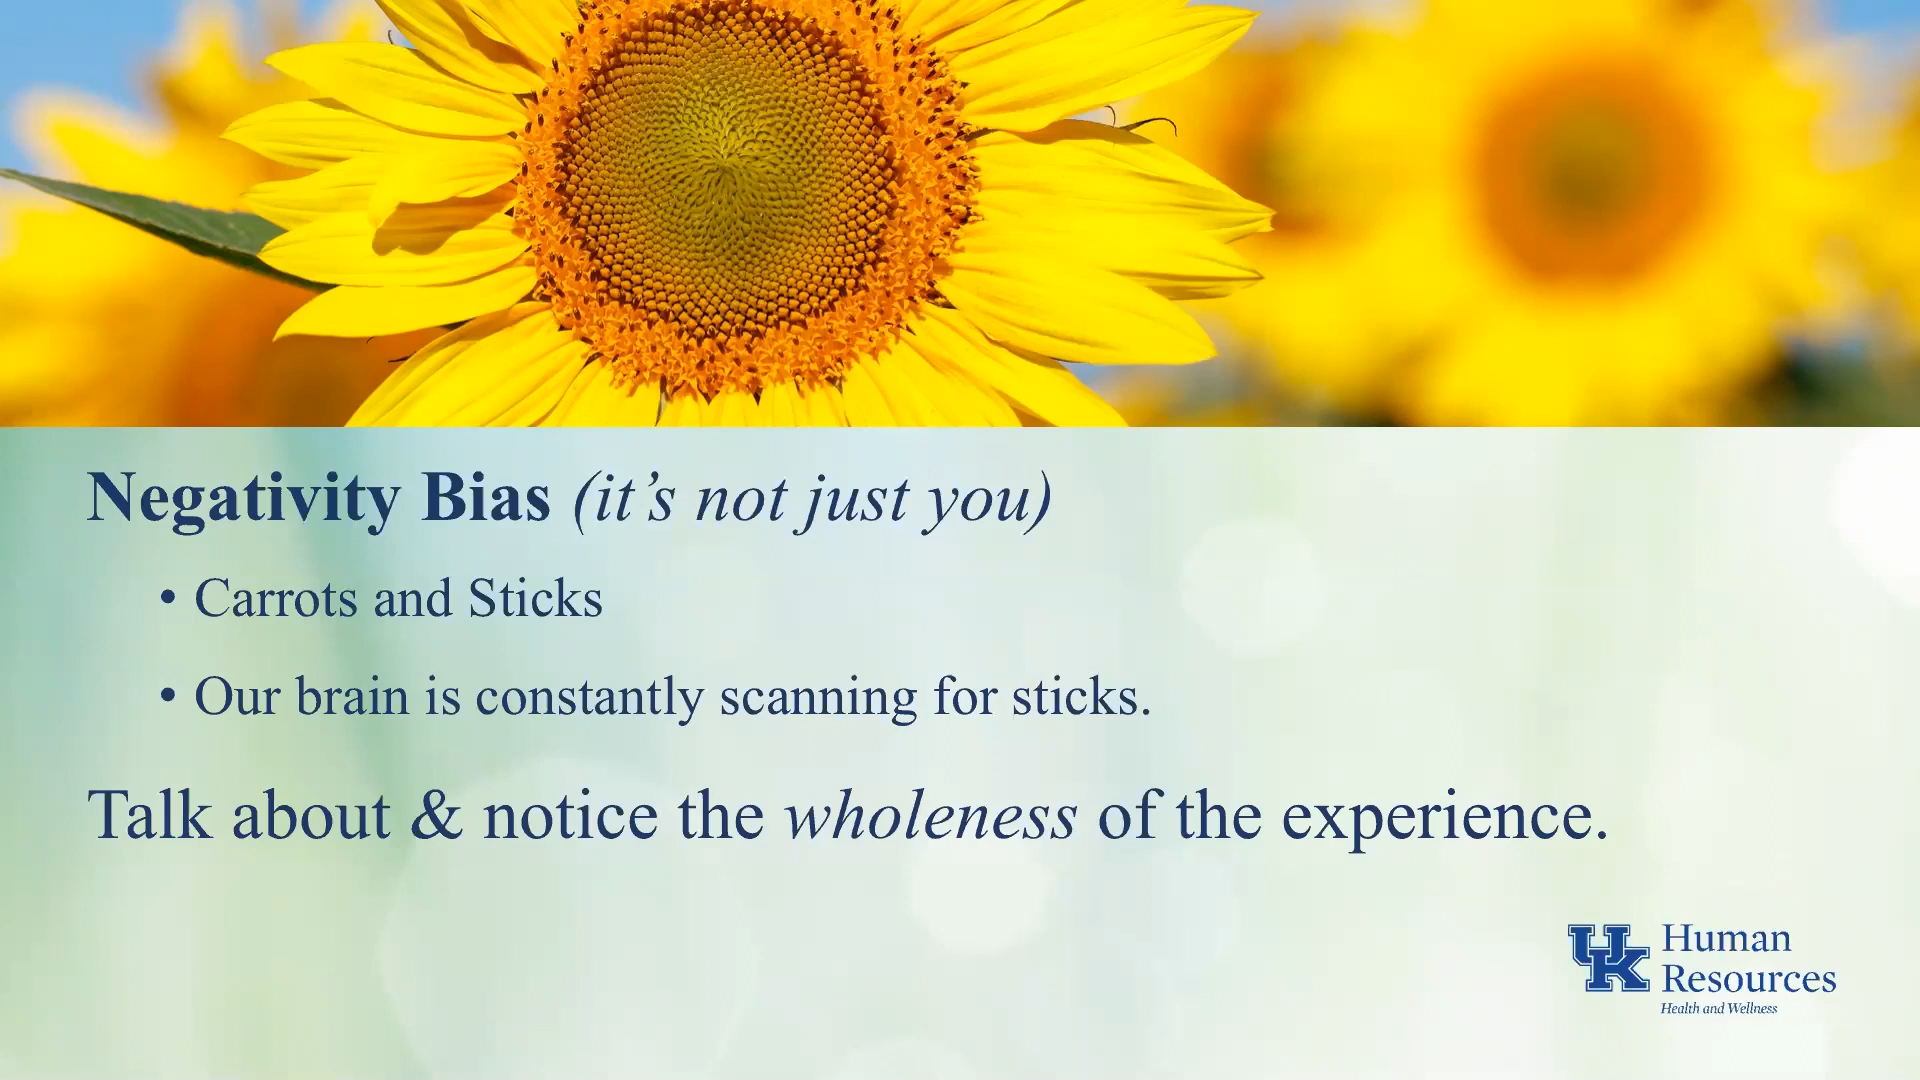 Negativity Bias (it’s not just you)
• Carrots and Sticks
• Our brain is constantly scanning for sticks.
Talk about & notice the wholeness of the experience.
UK
Human
Resources
Health and Wellness